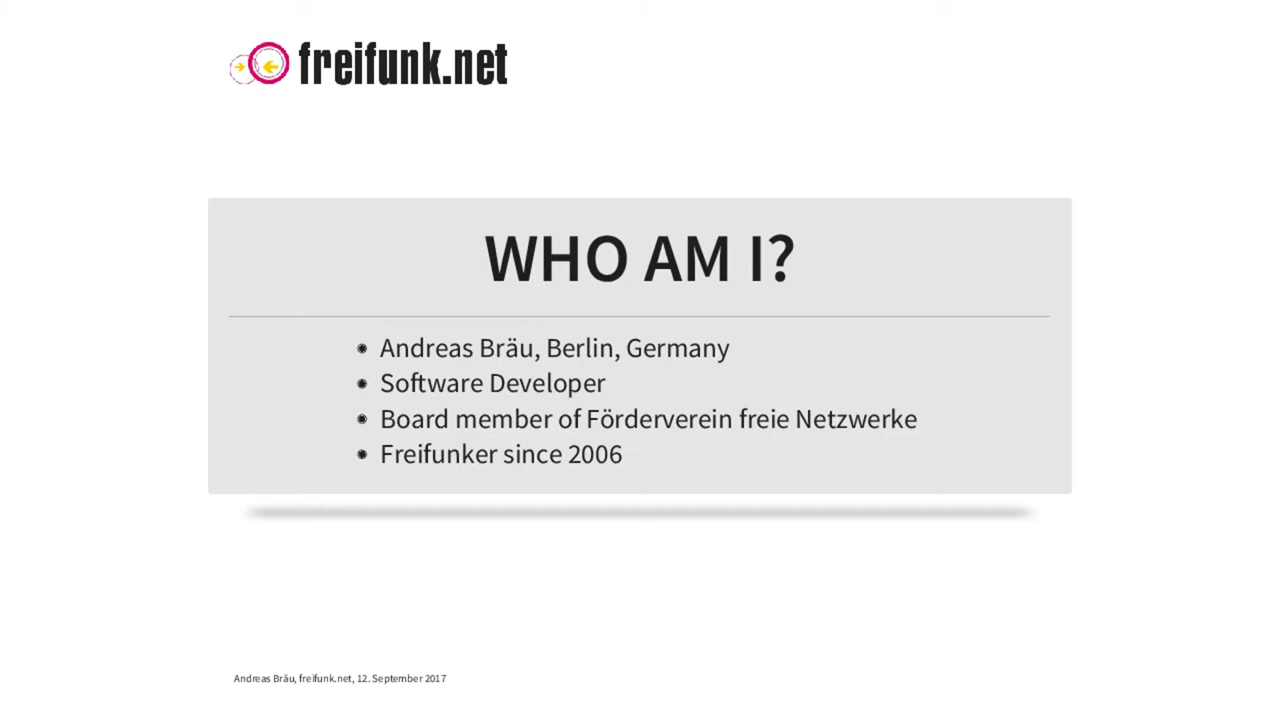 freifunk.net
WHO AM I?
Andreas Bräu, Berlin, Germany
Software Developer
Board member of Förderverein freie Netzwerke
Freifunker since 2006
Andreas Bräu, freifunk.net, 12. September 2017